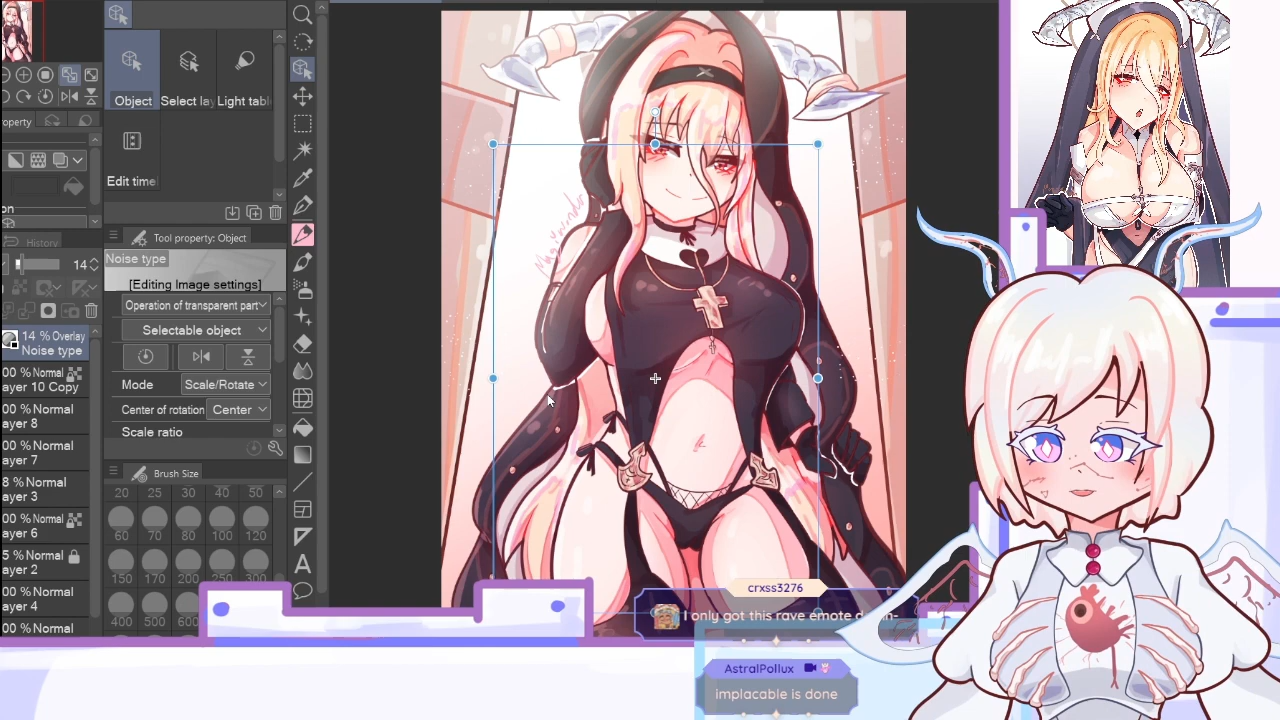 Object
Select la
Light tabl
Edit time
roperty
on
History
14
14 % Overlay
Noise type
00 % Normal
ayer 10 Copy
00 % Normal
ayer 8
00 % Normal
ayer 7
8 % Normal
ayer 3
00 % Normal
ayer 6
5 % Normal
ayer 2
00 % Normal
ayer 4
00 % Normal
Tool property: Object
Noise type
[Editing Image settings]
Operation of transparent part
Selectable object
Mode
Scale/Rotate
Center of rotation
Center
Scale ratio
Brush Size
20 25 30 40 50
60 70 80 100 120
150 170 200 250 300
400 500 600
crxss3276
I only got this rave emote
AstralPollux
implacable is done